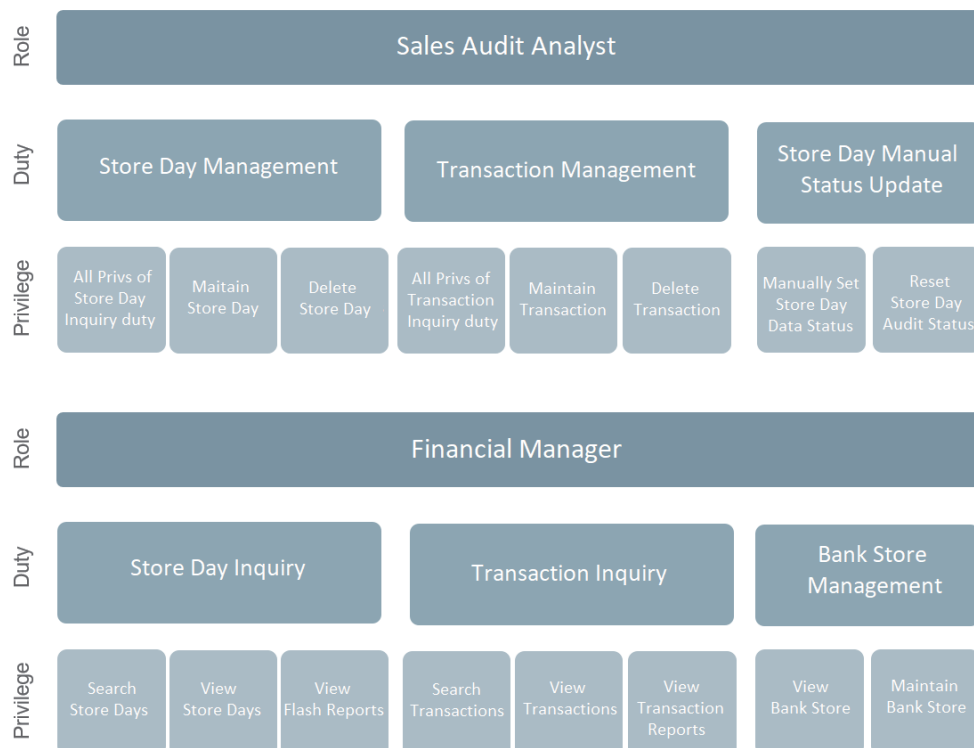 Role
Sales Audit Analyst
Duty
Store Day Management
Transaction Management
Store Day Manual
Status Update
Privilege
All Privs of
Store Day
Inquiry duty
Maitain
Store Day
Delete
Store Day
All Privs of
Transaction
Inquiry duty
Maintain
Transaction
Delete
Transaction
Manually Set
Store Day
Data Status
Reset
Store Day
Audit Status
Role
Financial Manager
Duty
Store Day Inquiry
Transaction Inquiry
Bank Store
Management
Privilege
Search
Store Days
View
Store Days
View
Flash Reports
Search
Transactions
View
Transactions
View
Transaction
Reports
View
Bank Store
Maintain
Bank Store